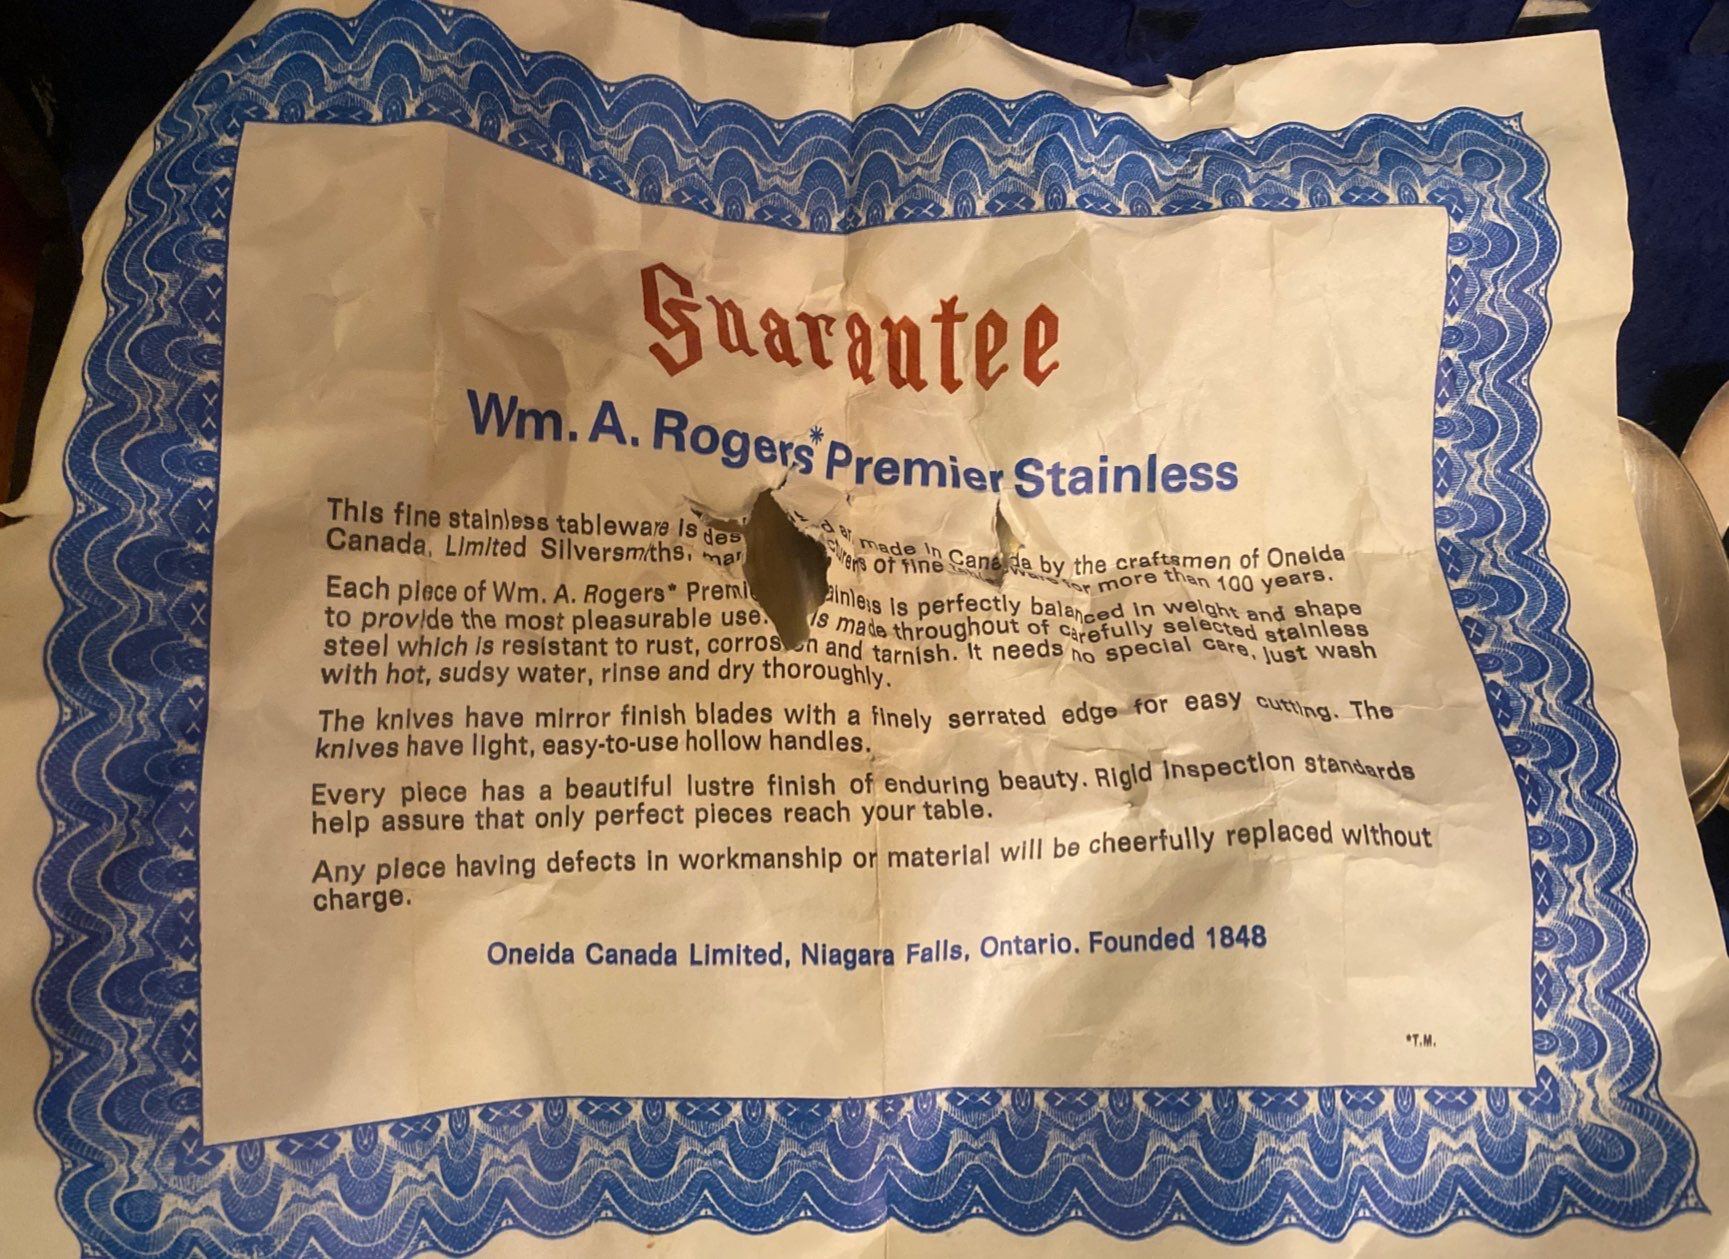 Guarantee
Wm. A. Rogers* Premier Stainless
This fine stainless tableware is des made in Canada by the craftsmen of Oneida
Canada, Limited Silversmiths, of fine for more than 100 years.
Each piece of Wm. A. Rogers* Premi ainless is perfectly balanced in weight and shape
to provide the most pleasurable use. is made throughout of carefully selected stainless
steel which is resistant to rust, corrosion and tarnish. It needs no special care, just wash
with hot, sudsy water, rinse and dry thoroughly.
The knives have mirror finish blades with a finely serrated edge for easy cutting. The
knives have light, easy-to-use hollow handles.
Every piece has a beautiful lustre finish of enduring beauty. Rigid inspection standards
help assure that only perfect pieces reach your table.
Any piece having defects in workmanship or material will be cheerfully replaced without
charge.
Oneida Canada Limited, Niagara Falls, Ontario. Founded 1848
*T.M.